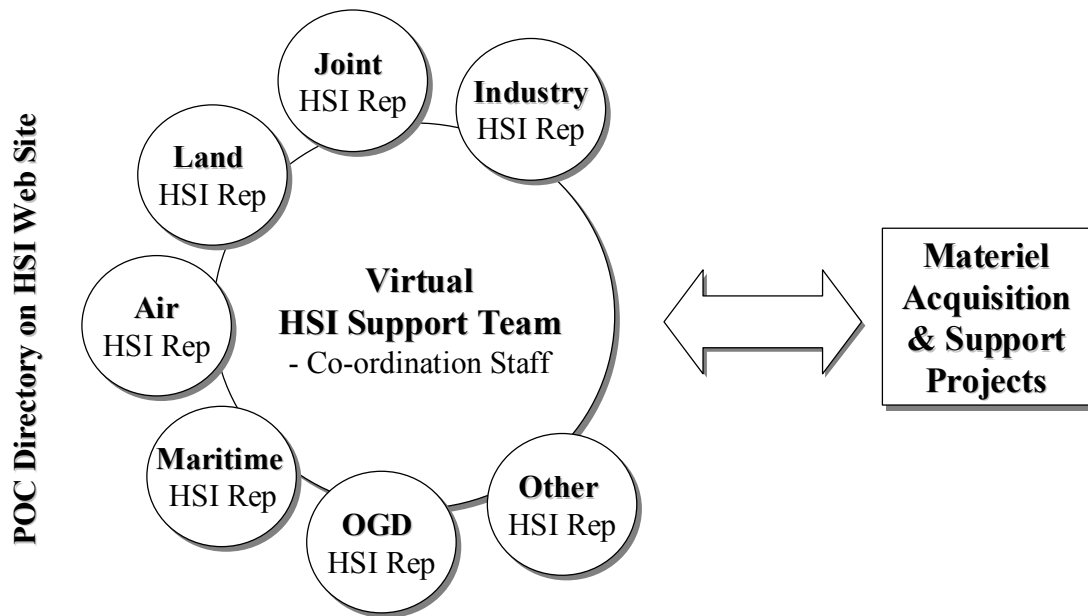 POC Directory on HSI Web Site
Joint
HSI Rep
Industry
HSI Rep
Land
HSI Rep
Air
HSI Rep
Maritime
HSI Rep
OGD
HSI Rep
Other
HSI Rep
Virtual
HSI Support Team
- Co-ordination Staff
Materiel
Acquisition
& Support
Projects